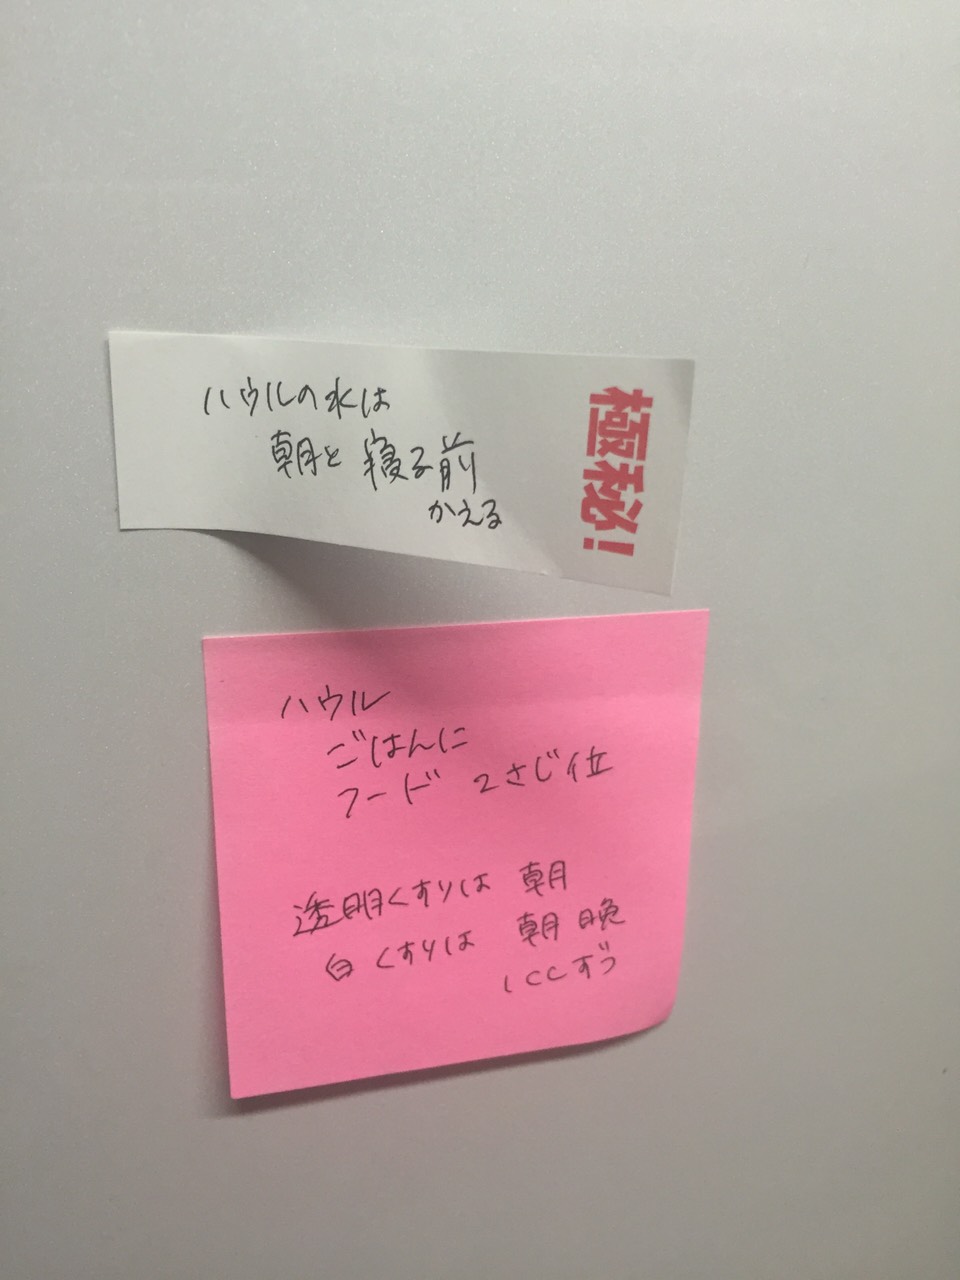 ハウルの水は
朝と寝る前
かえる
極秘!
ハウル
ごはんに
フード 2さじ位
透明くすりは 朝
白くすりは 朝晩
1ccずつ